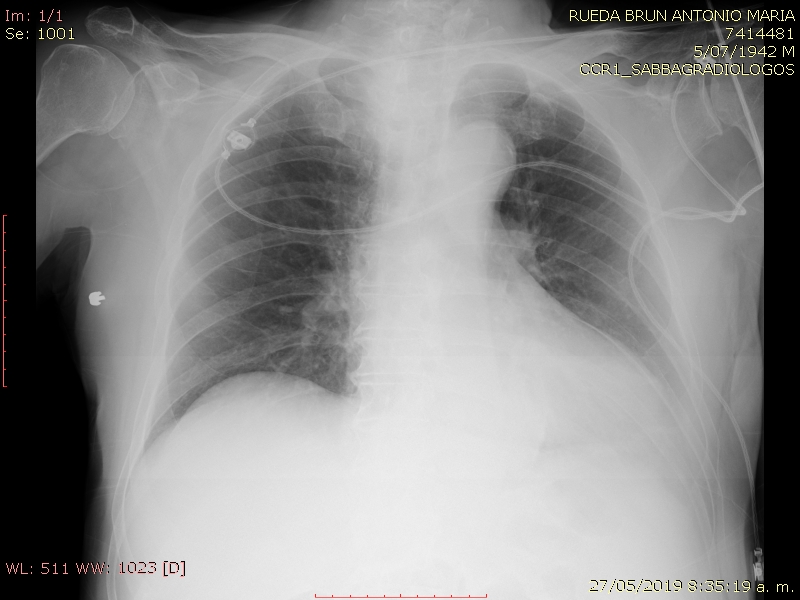 Im: 1/1
Se: 1001
RUEDA BRUN ANTONIO MARIA
7414481
5/07/1942 M
CCR1_SABBAGRADIOLOGOS
WL: 511 WW: 1023 [D]
27/05/2019 8:35:19 a. m.